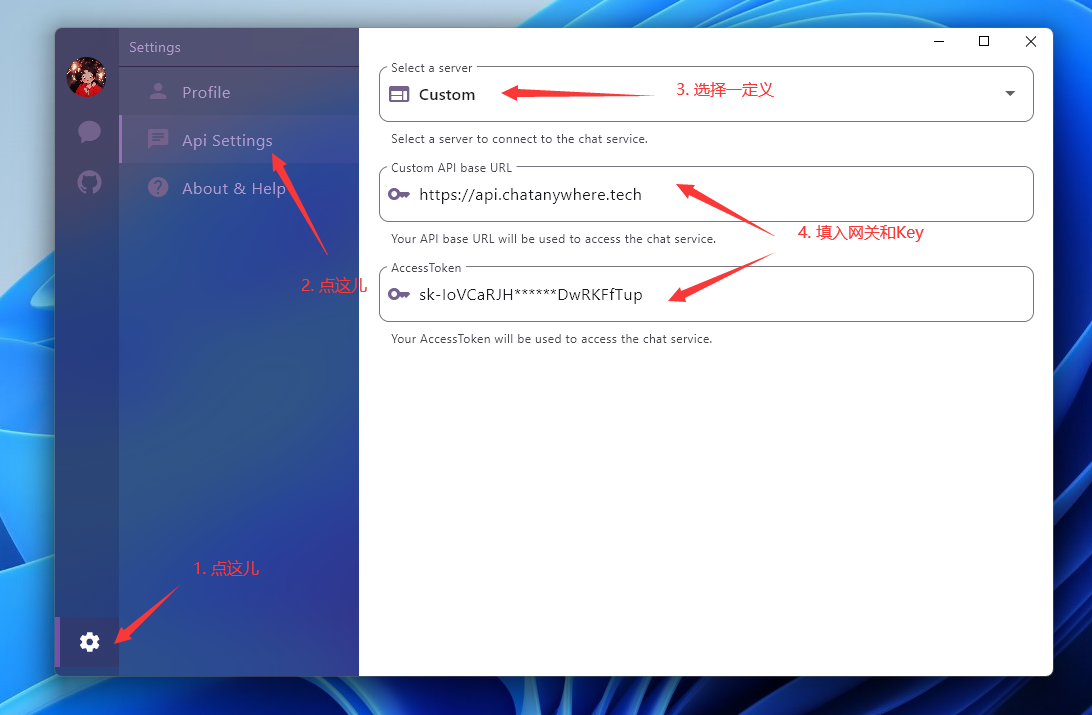 Settings
Profile
Api Settings
About & Help
2. 点这儿
1. 点这儿
Select a server
Custom
3. 选择一定义
Select a server to connect to the chat service.
Custom API base URL
https://api.chatanywhere.tech
4. 填入网关和Key
Your API base URL will be used to access the chat service.
AccessToken
sk-IoVCaRJH******DwRKFfTup
Your AccessToken will be used to access the chat service.